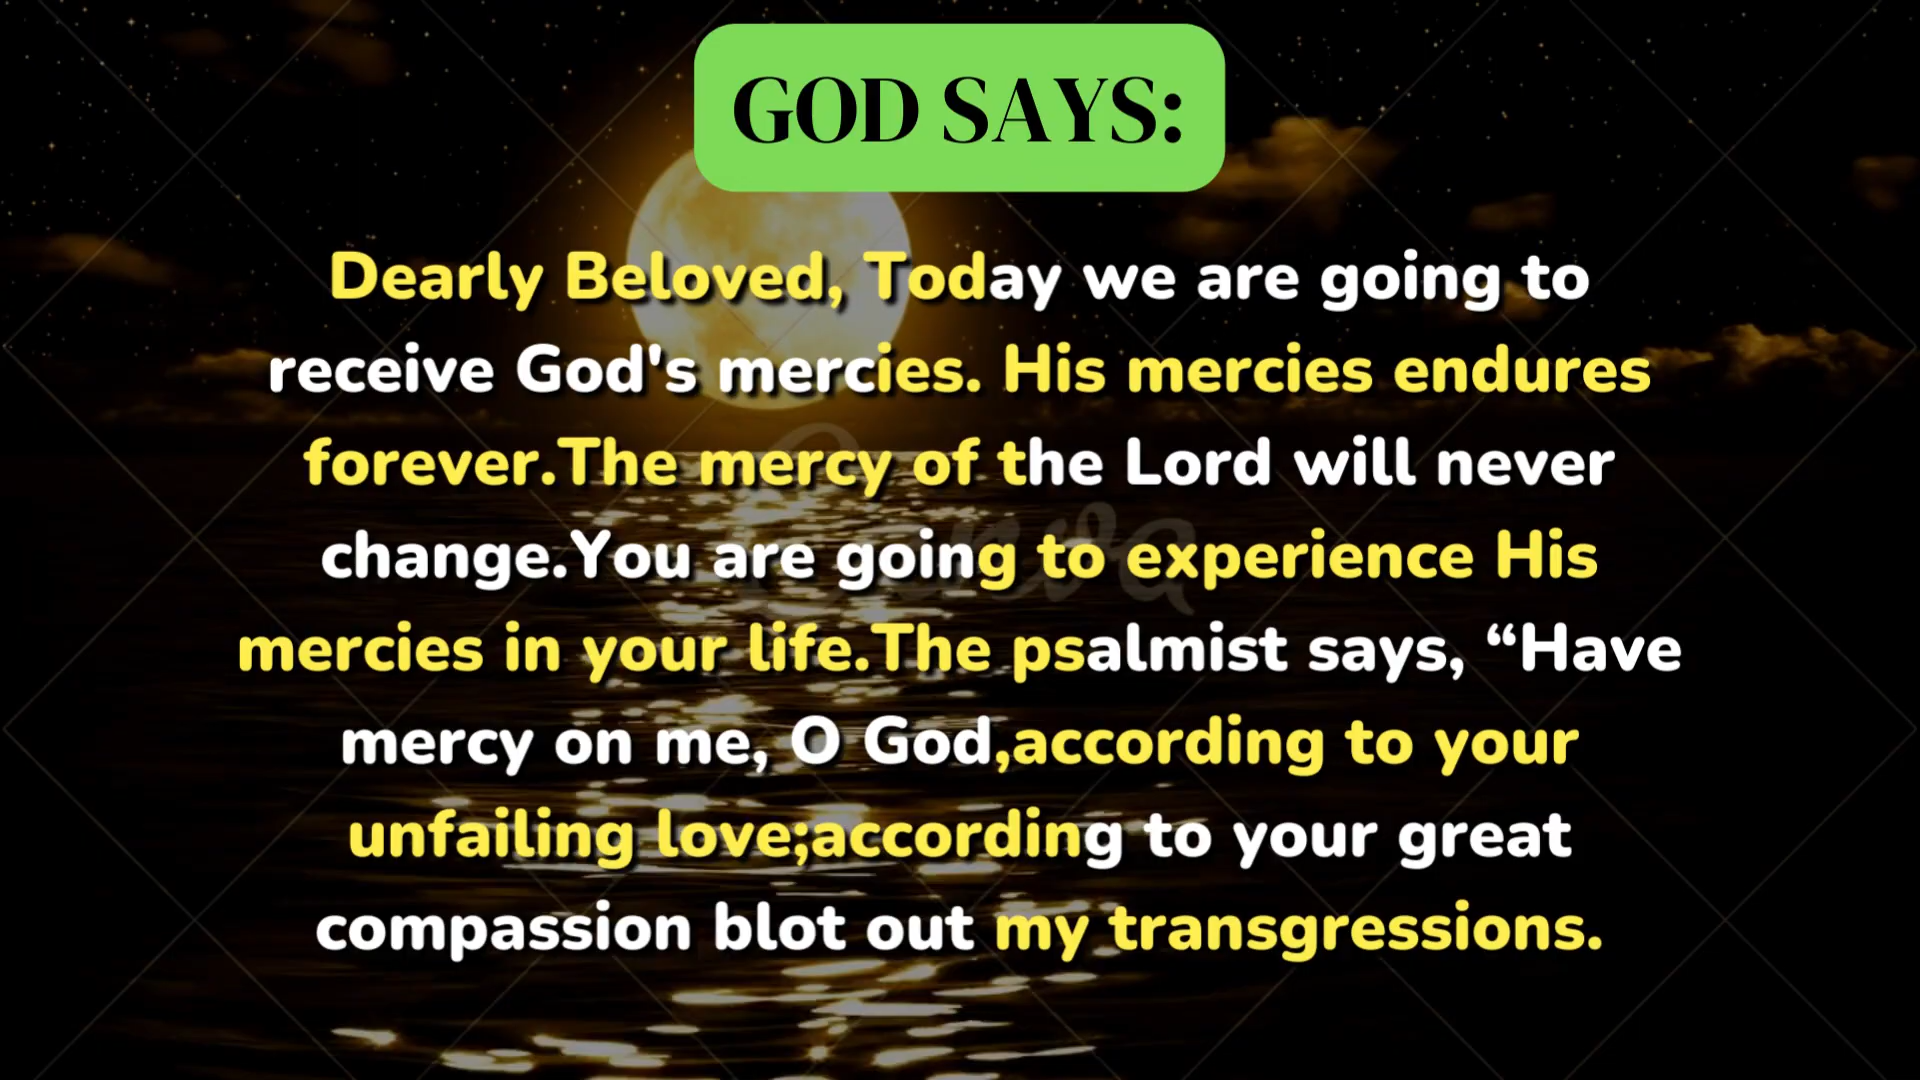 GOD SAYS:
Dearly Beloved, Today we are going to
receive God's mercies. His mercies endures
forever.The mercy of the Lord will never
change.You are going to experience His
mercies in your life.The psalmist says, “Have
mercy on me, O God,according to your
unfailing love;according to your great
compassion blot out my transgressions.
Canva